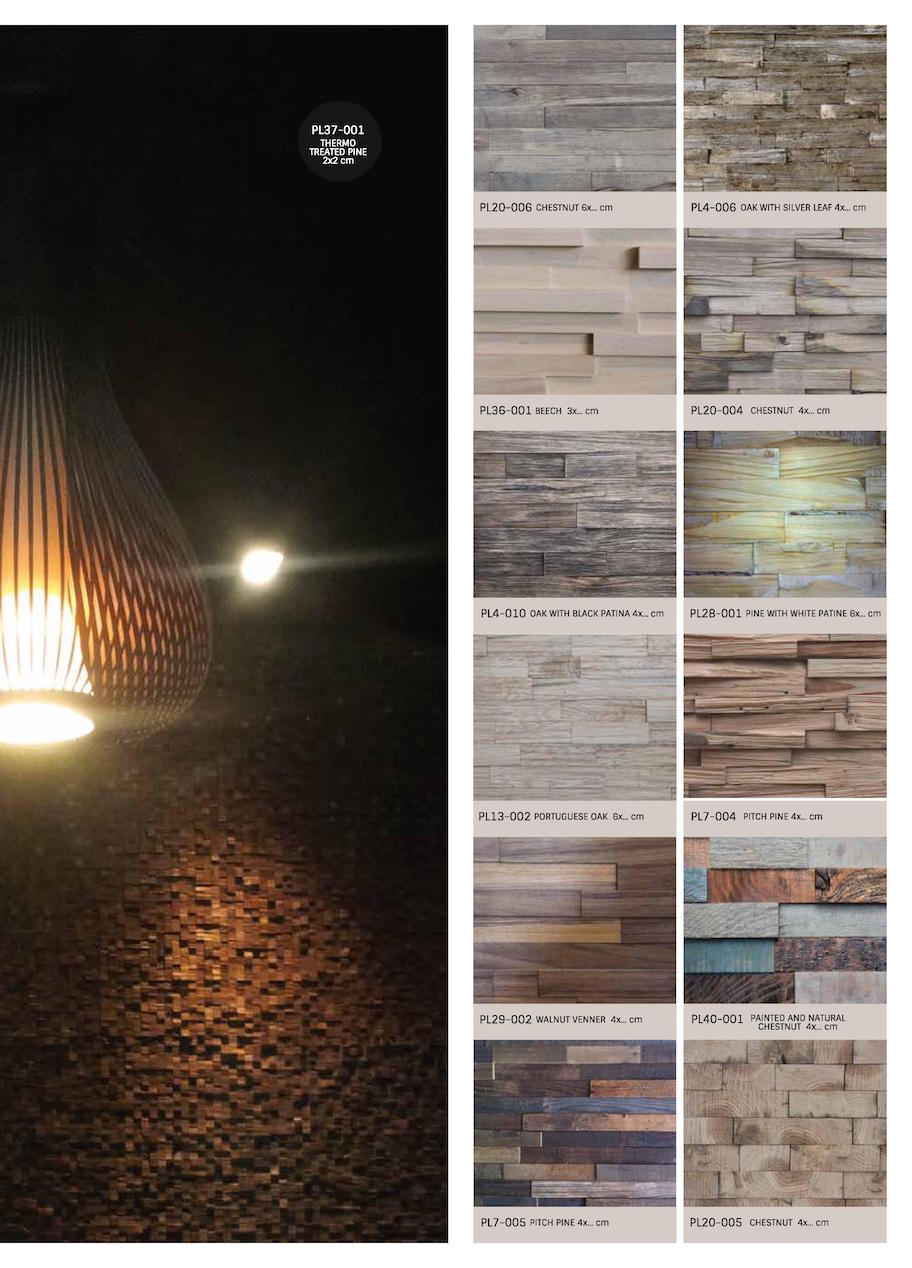 PL37-001
THERMO
TREATED PINE
2x2 cm
PL20-006 CHESTNUT 6x... cm
PL4-006 OAK WITH SILVER LEAF 4x... cm
PL36-001 BEECH 3x... cm
PL20-004 CHESTNUT 4x... cm
PL4-010 OAK WITH BLACK PATINA 4x... cm
PL28-001 PINE WITH WHITE PATINE 6x... cm
PL13-002 PORTUGUESE OAK 6x... cm
PL7-004 PITCH PINE 4x... cm
PL29-002 WALNUT VENNER 4x... cm
PL40-001 PAINTED AND NATURAL
CHESTNUT 4x... cm
PL7-005 PITCH PINE 4x... cm
PL20-005 CHESTNUT 4x... cm